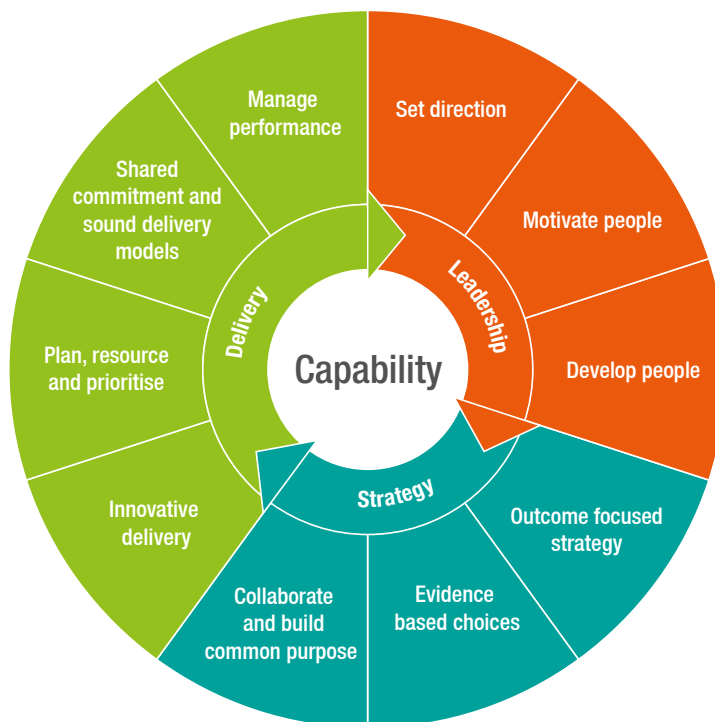 Manage
performance
Set direction
Shared
commitment and
sound delivery
models
Motivate people
Delivery
Leadership
Plan, resource
and prioritise
Capability
Develop people
Strategy
Innovative
delivery
Outcome focused
strategy
Collaborate
and build
common purpose
Evidence
based choices